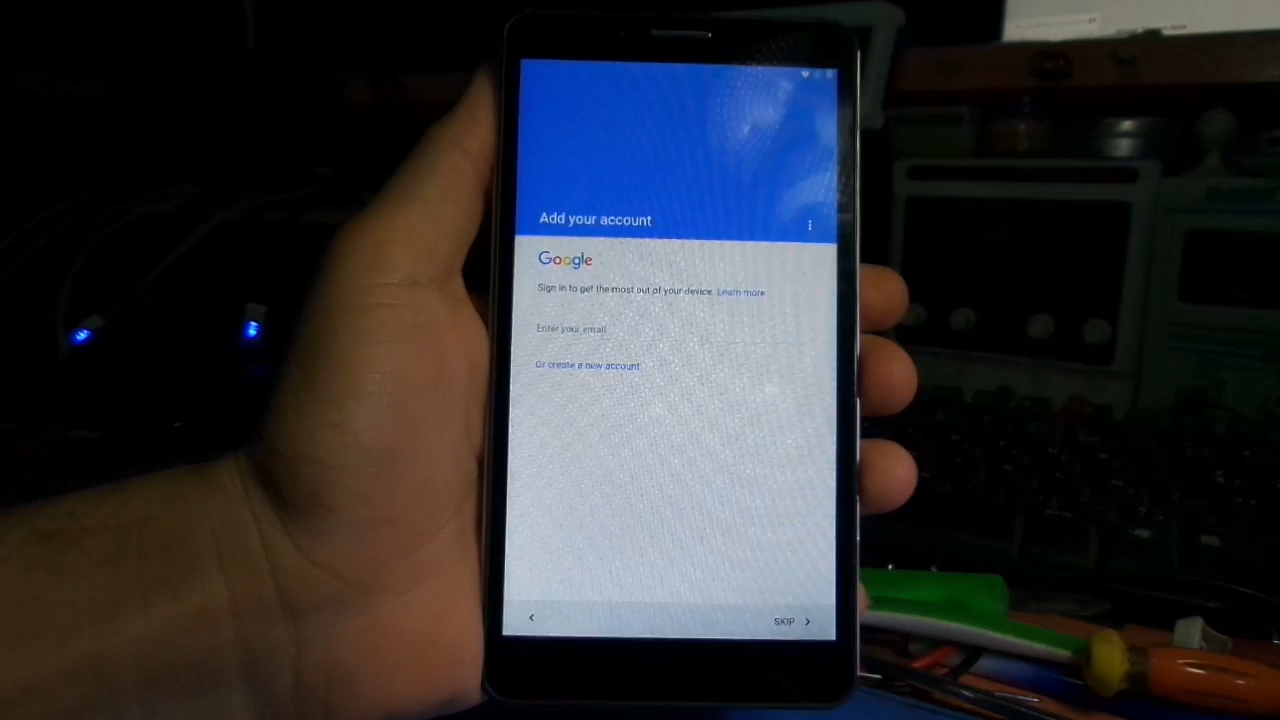 Add your account
Google
Sign in to get the most out of your device. Learn more
Enter your email
Or create a new account
SKIP